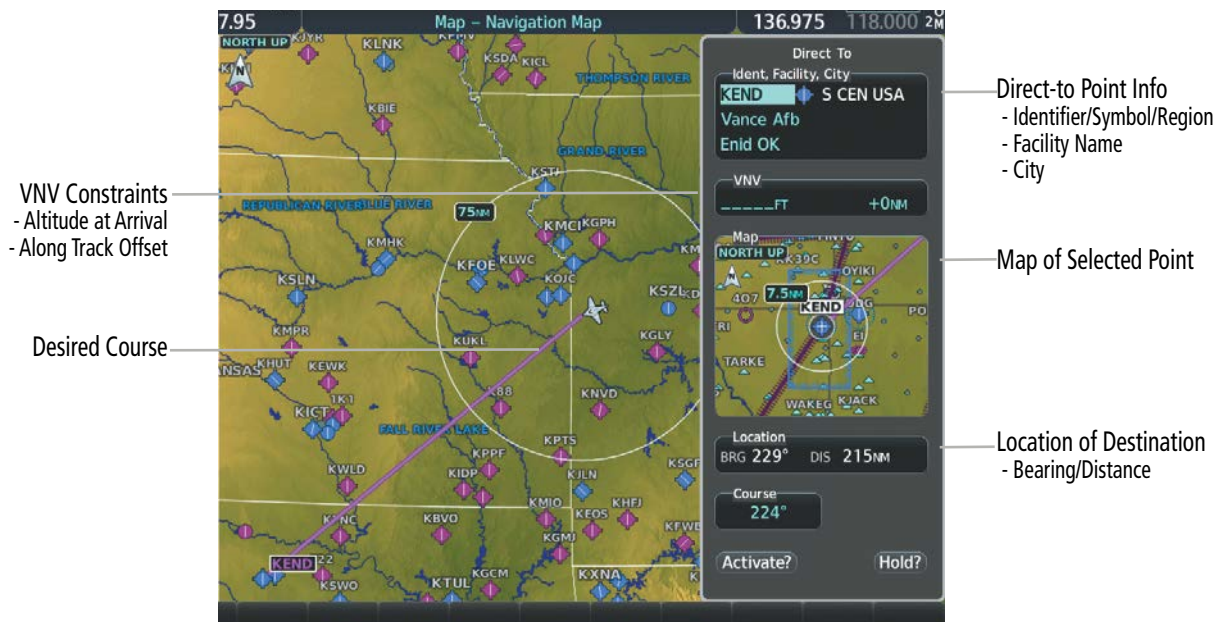 7.95
Map – Navigation Map
136.975
118.000
2M
NORTH UP
N
KLNK
KSDA
KICL
THOMPSON RIVER
KBIE
GRAND RIVER
KSTJ
REPUBLICAN RIVER
BLUE RIVER
75NM
KMCI
KGPH
KMHK
KFOE
KLWC
KOJC
KSLN
KSZL
KMPR
KUKL
KGLY
KHUT
KEWK
1K1
K88
KNVD
KICT
FALL RIVER LAKE
KPTS
KPPF
KWLD
KIDP
KJLN
KSGF
KMIO
KHFJ
KBVO
KEOS
KGMJ
KEND
22
KSWO
KTUL
KGCM
KXNA
Direct To
Ident, Facility, City
KEND
S CEN USA
Vance Afb
Enid OK
VNV
_____FT
+0NM
Map
NORTH UP
N
OYIKI
407
7.5NM
KEND
TARKE
WAKEG
KJACK
Location
BRG 229° DIS 215NM
Course
224°
Activate?
Hold?
VNV Constraints
- Altitude at Arrival
- Along Track Offset
Desired Course
Direct-to Point Info
- Identifier/Symbol/Region
- Facility Name
- City
Map of Selected Point
Location of Destination
- Bearing/Distance